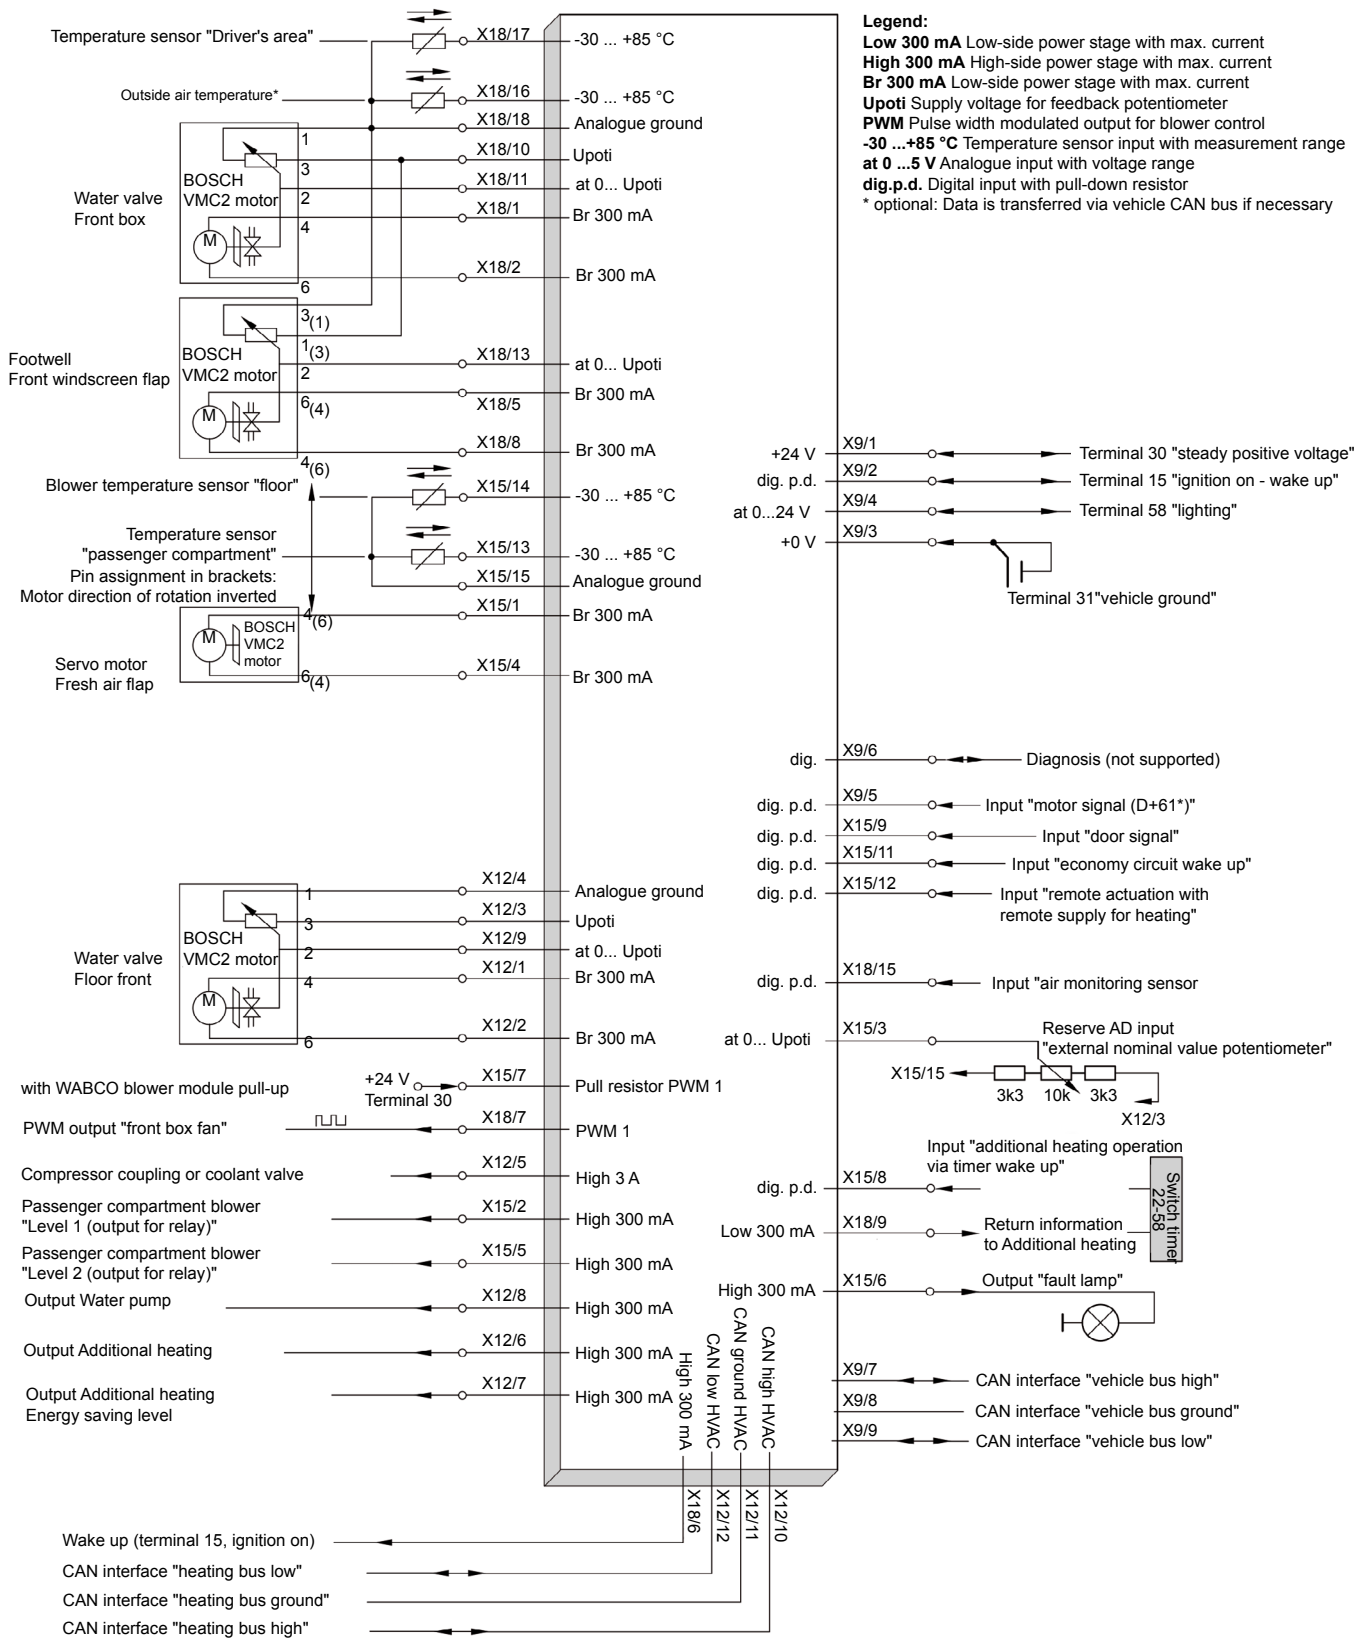 Temperature sensor "Driver's area"
X18/17
-30 ... +85 °C
Outside air temperature*
X18/16
-30 ... +85 °C
X18/18
Analogue ground
Water valve
Front box
BOSCH
VMC2 motor
M
1
3
2
4
6
X18/10
Upoti
X18/11
at 0... Upoti
X18/1
Br 300 mA
X18/2
Br 300 mA
Footwell
Front windscreen flap
BOSCH
VMC2 motor
M
3(1)
1(3)
2
6(4)
4(6)
X18/13
at 0... Upoti
X18/5
Br 300 mA
X18/8
Br 300 mA
Blower temperature sensor "floor"
X15/14
-30 ... +85 °C
Temperature sensor
"passenger compartment"
X15/13
-30 ... +85 °C
Pin assignment in brackets:
Motor direction of rotation inverted
X15/15
Analogue ground
Servo motor
Fresh air flap
M
BOSCH
VMC2
motor
4(6)
6(4)
X15/1
Br 300 mA
X15/4
Br 300 mA
Water valve
Floor front
BOSCH
VMC2 motor
M
1
3
2
4
6
X12/4
Analogue ground
X12/3
Upoti
X12/9
at 0... Upoti
X12/1
Br 300 mA
X12/2
Br 300 mA
with WABCO blower module pull-up
+24 V
Terminal 30
X15/7
Pull resistor PWM 1
PWM output "front box fan"
X18/7
PWM 1
Compressor coupling or coolant valve
X12/5
High 3 A
Passenger compartment blower
"Level 1 (output for relay)"
X15/2
High 300 mA
Passenger compartment blower
"Level 2 (output for relay)"
X15/5
High 300 mA
Output Water pump
X12/8
High 300 mA
Output Additional heating
X12/6
High 300 mA
Output Additional heating
Energy saving level
X12/7
High 300 mA
High 300 mA
CAN low HVAC
CAN ground HVAC
CAN high HVAC
X18/6
X12/12
X12/11
X12/10
Wake up (terminal 15, ignition on)
CAN interface "heating bus low"
CAN interface "heating bus ground"
CAN interface "heating bus high"
Legend:
Low 300 mA Low-side power stage with max. current
High 300 mA High-side power stage with max. current
Br 300 mA Low-side power stage with max. current
Upoti Supply voltage for feedback potentiometer
PWM Pulse width modulated output for blower control
-30 ...+85 °C Temperature sensor input with measurement range
at 0 ...5 V Analogue input with voltage range
dig.p.d. Digital input with pull-down resistor
* optional: Data is transferred via vehicle CAN bus if necessary
+24 V
X9/1
Terminal 30 "steady positive voltage"
dig. p.d.
X9/2
Terminal 15 "ignition on - wake up"
at 0...24 V
X9/4
Terminal 58 "lighting"
+0 V
X9/3
Terminal 31"vehicle ground"
dig.
X9/6
Diagnosis (not supported)
dig. p.d.
X9/5
Input "motor signal (D+61*)"
dig. p.d.
X15/9
Input "door signal"
dig. p.d.
X15/11
Input "economy circuit wake up"
dig. p.d.
X15/12
Input "remote actuation with
remote supply for heating"
dig. p.d.
X18/15
Input "air monitoring sensor
at 0... Upoti
X15/3
Reserve AD input
"external nominal value potentiometer"
X15/15
3k3
10k
3k3
X12/3
Input "additional heating operation
via timer wake up"
dig. p.d.
X15/8
Switch timer
22-58
Low 300 mA
X18/9
Return information
to Additional heating
High 300 mA
X15/6
Output "fault lamp"
X9/7
CAN interface "vehicle bus high"
X9/8
CAN interface "vehicle bus ground"
X9/9
CAN interface "vehicle bus low"